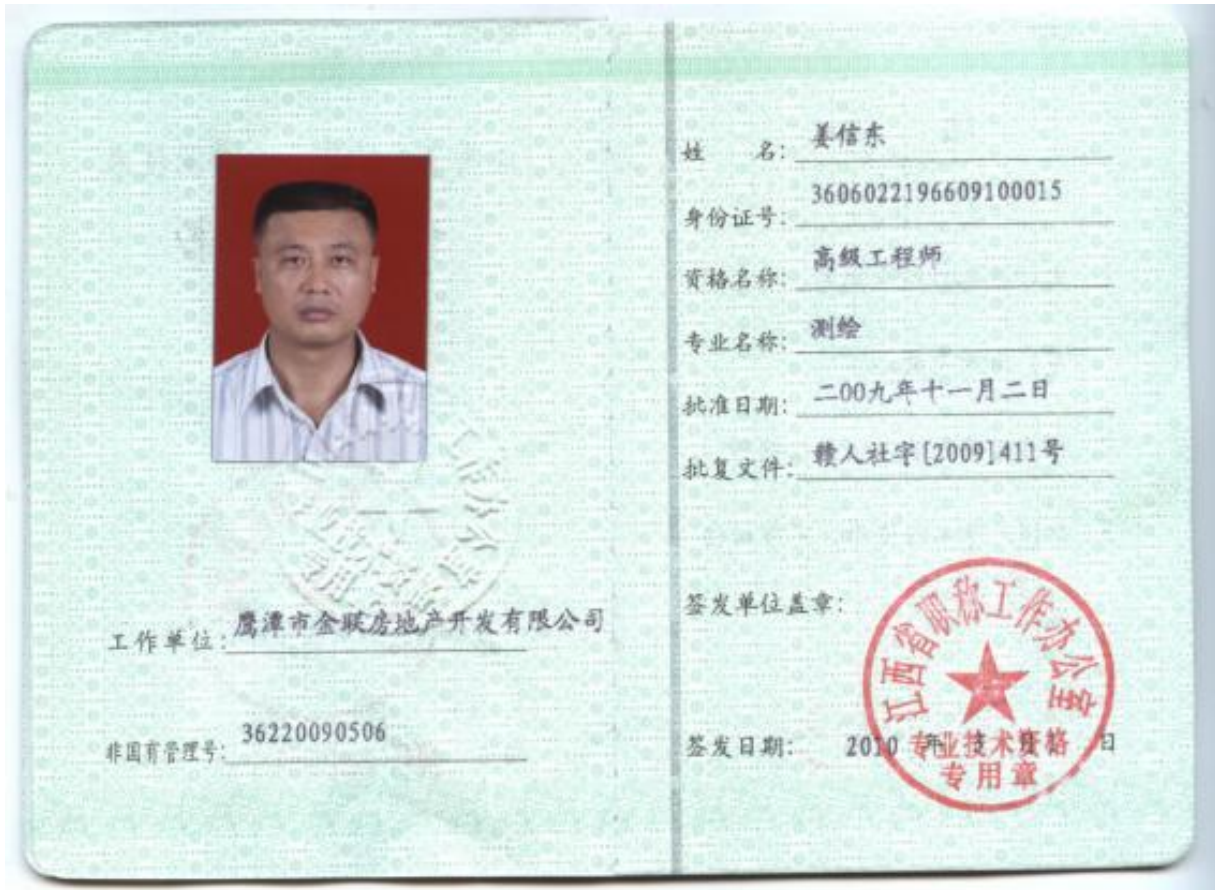 工作单位:鹰潭市金联房地产开发有限公司
非国有管理号:36220090506
姓 名:姜信东
身份证号:3606022196609100015
资格名称:高级工程师
专业名称:测绘
批准日期:二00九年十一月二日
批复文件:赣人社字[2009]411号
签发单位盖章:
江西省职称工作办公室
专业技术资格
专用章
签发日期: 2010 年 月 日